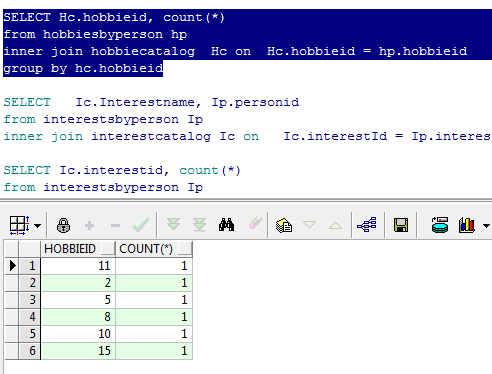 SELECT Hc.hobbieid, count(*)
from hobbiesbyperson hp
inner join hobbiecatalog  Hc on  Hc.hobbieid = hp.hobbieid
group by hc.hobbieid
SELECT   Ic.Interestname, Ip.personid
from interestsbyperson Ip
inner join interestcatalog Ic on   Ic.interestId = Ip.interes
SELECT Ic.interestid, count(*)
from interestsbyperson Ip
HOBBIEID COUNT(*)
1 11 1
2 2 1
3 5 1
4 8 1
5 10 1
6 15 1